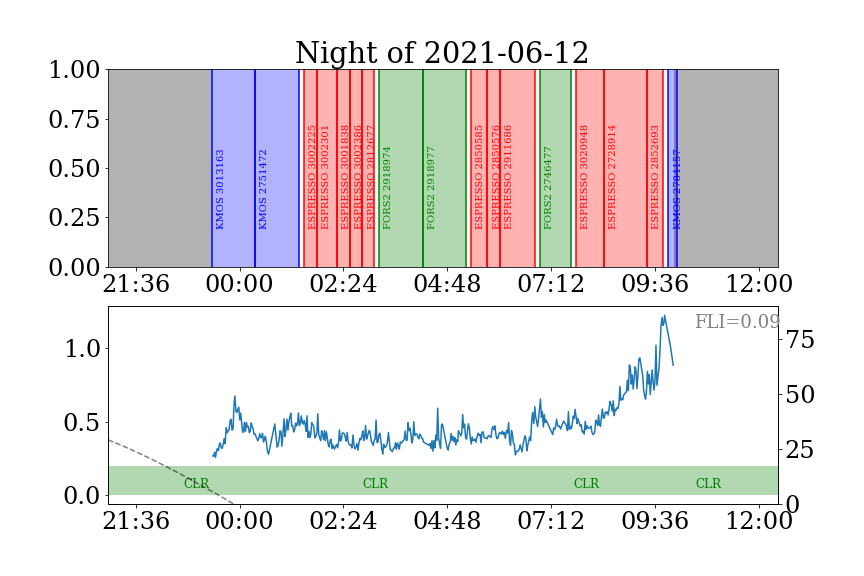 Night of 2021-06-12
1.00
0.75
0.50
0.25
0.00
KMOS 3013163
KMOS 2751472
ESPRESSO 3002225
ESPRESSO 3002301
ESPRESSO 3001838
ESPRESSO 3002386
ESPRESSO 2812677
FORS2 2918974
FORS2 2918977
ESPRESSO 2850585
ESPRESSO 2850576
ESPRESSO 2911686
FORS2 2746477
ESPRESSO 3020948
ESPRESSO 2728914
ESPRESSO 2852693
KMOS 2784157
21:36 00:00 02:24 04:48 07:12 09:36 12:00
FLI=0.09
1.0
0.5
0.0
75
50
25
0
CLR CLR CLR CLR
21:36 00:00 02:24 04:48 07:12 09:36 12:00